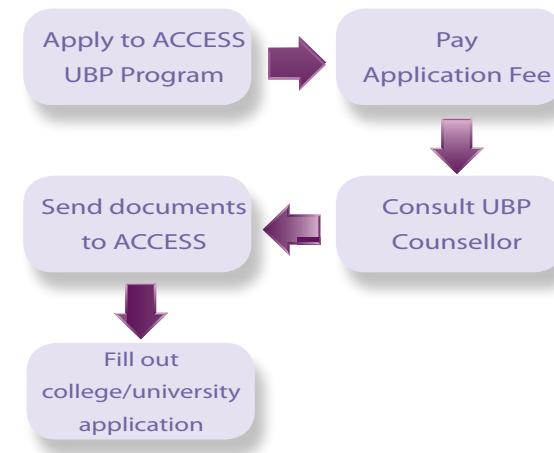 Apply to ACCESS
UBP Program
Pay
Application Fee
Consult UBP
Counsellor
Send documents
to ACCESS
Fill out
college/university
application